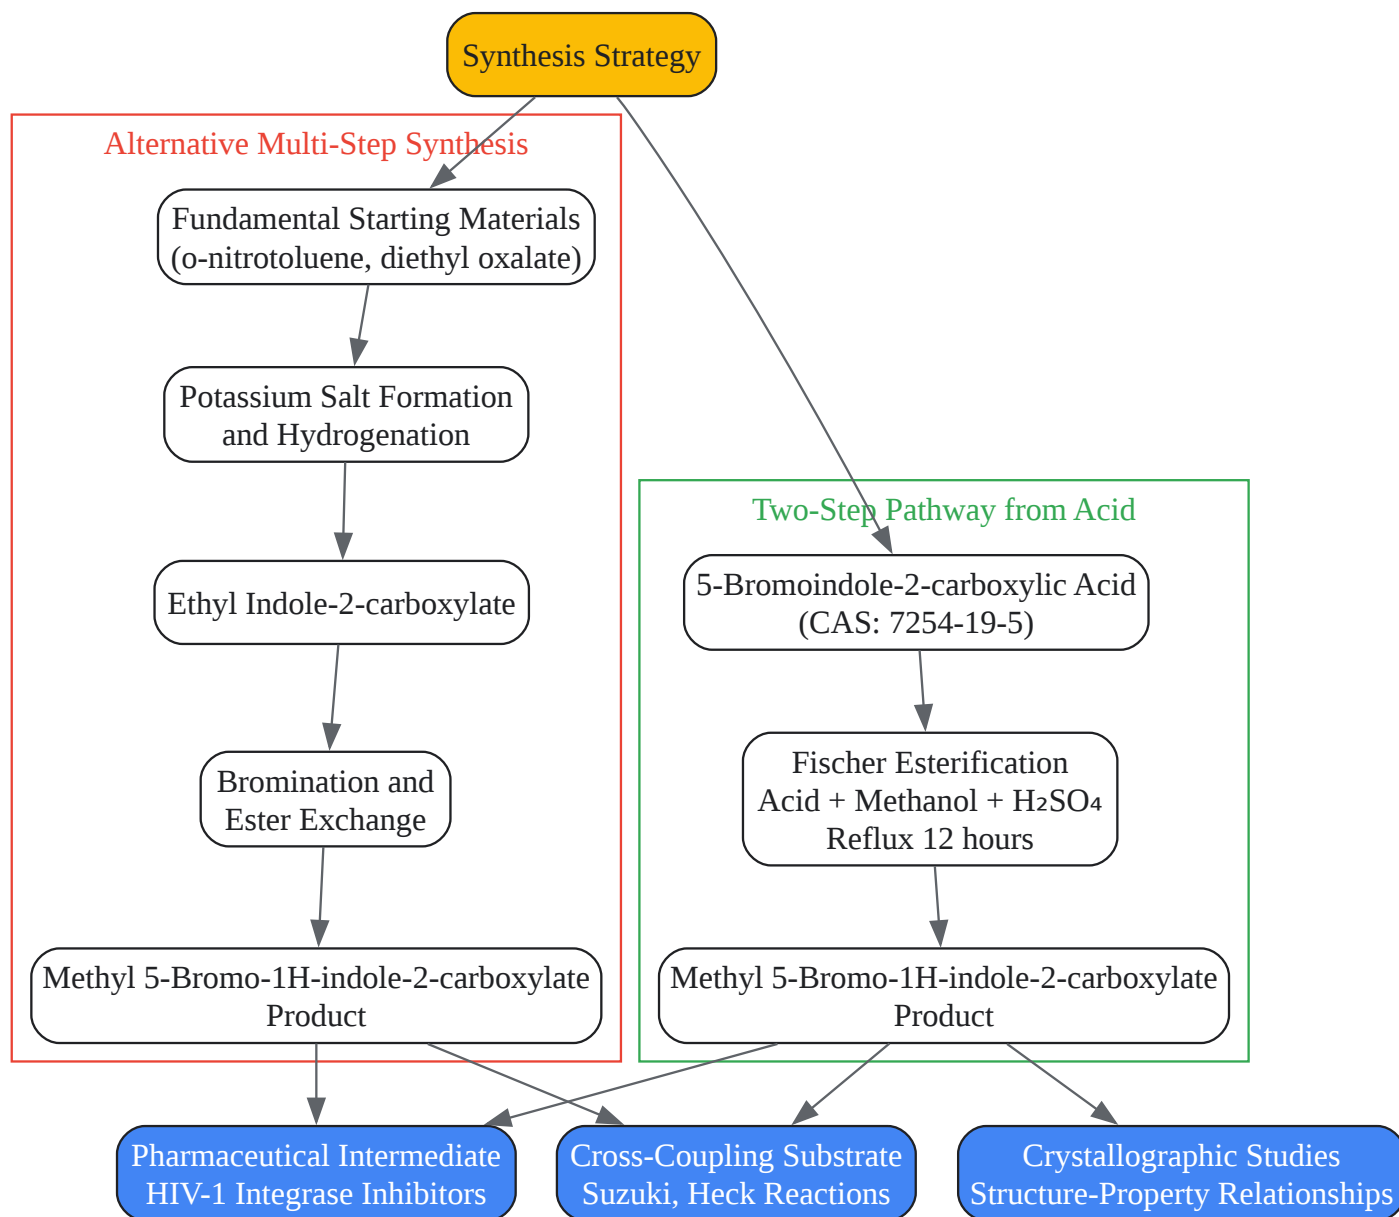 Synthesis Strategy
Alternative Multi-Step Synthesis
Fundamental Starting Materials
(o-nitrotoluene, diethyl oxalate)
Potassium Salt Formation
and Hydrogenation
Ethyl Indole-2-carboxylate
Bromination and
Ester Exchange
Methyl 5-Bromo-1H-indole-2-carboxylate
Product
Two-Step Pathway from Acid
5-Bromoindole-2-carboxylic Acid
(CAS: 7254-19-5)
Fischer Esterification
Acid + Methanol + H₂SO₄
Reflux 12 hours
Methyl 5-Bromo-1H-indole-2-carboxylate
Product
Pharmaceutical Intermediate
HIV-1 Integrase Inhibitors
Cross-Coupling Substrate
Suzuki, Heck Reactions
Crystallographic Studies
Structure-Property Relationships